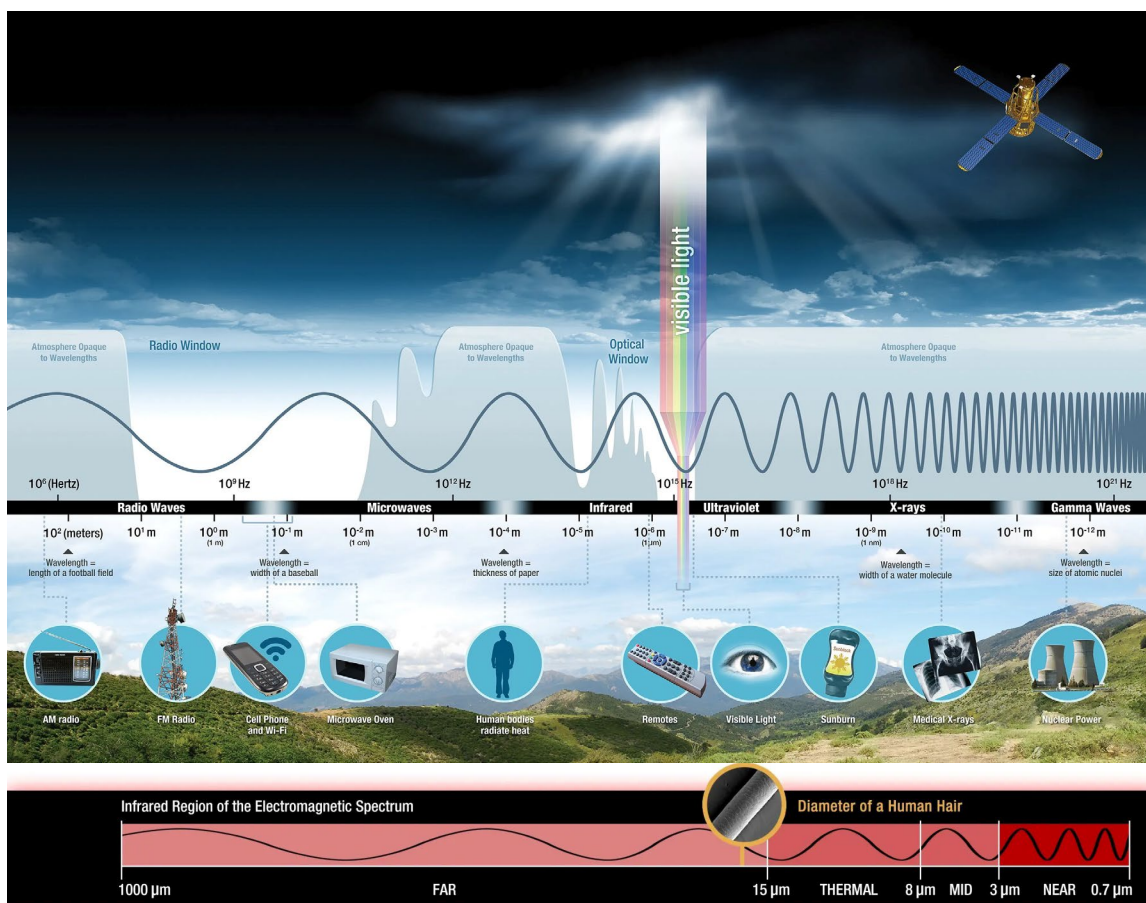 visible light
Atmosphere Opaque
to Wavelengths
Radio Window
Atmosphere Opaque
to Wavelengths
Optical
Window
Atmosphere Opaque
to Wavelengths
10⁶ (Hertz)
10⁹ Hz
10¹² Hz
10¹⁵ Hz
10¹⁸ Hz
10²¹ Hz
Radio Waves
Microwaves
Infrared
Ultraviolet
X-rays
Gamma Waves
10² (meters)
10¹ m
10⁰ m
(1 m)
10⁻¹ m
10⁻² m
(1 cm)
10⁻³ m
10⁻⁴ m
10⁻⁵ m
10⁻⁶ m
(1 µm)
10⁻⁷ m
10⁻⁸ m
10⁻⁹ m
(1 nm)
10⁻¹⁰ m
10⁻¹¹ m
10⁻¹² m
Wavelength =
length of a football field
Wavelength =
width of a baseball
Wavelength =
thickness of paper
Wavelength =
width of a water molecule
Wavelength =
size of atomic nuclei
AM radio
FM Radio
Cell Phone
and Wi-Fi
Microwave Oven
Human bodies
radiate heat
Remotes
Visible Light
Sunburn
Medical X-rays
Nuclear Power
Infrared Region of the Electromagnetic Spectrum
Diameter of a Human Hair
1000 µm
FAR
15 µm
THERMAL
8 µm
MID
3 µm
NEAR
0.7 µm